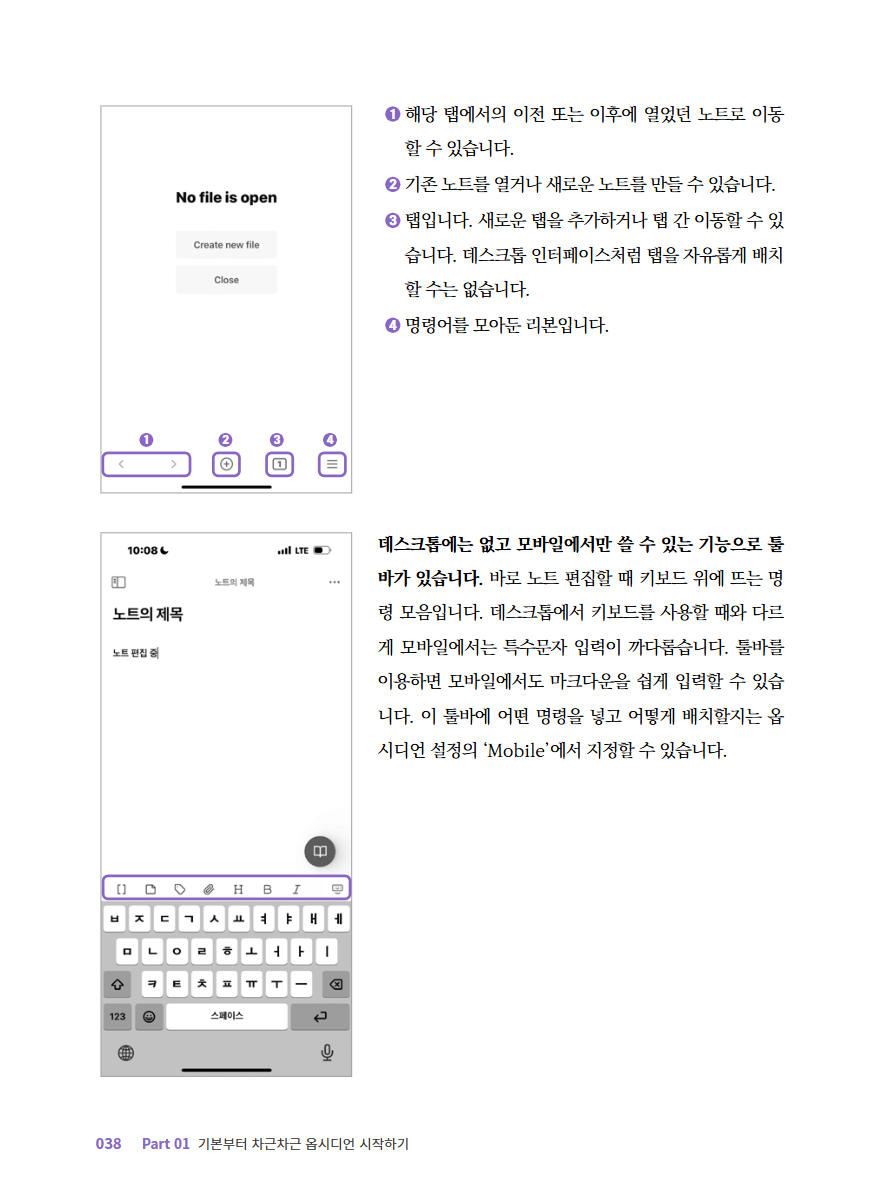 No file is open
Create new file
Close
1
2
3
4
1
❶ 해당 탭에서의 이전 또는 이후에 열었던 노트로 이동
할 수 있습니다.
❷ 기존 노트를 열거나 새로운 노트를 만들 수 있습니다.
❸ 탭입니다. 새로운 탭을 추가하거나 탭 간 이동할 수 있
습니다. 데스크톱 인터페이스처럼 탭을 자유롭게 배치
할 수는 없습니다.
❹ 명령어를 모아둔 리본입니다.
10:08
LTE
노트의 제목
노트의 제목
노트 편집 중
H B I
ㅂ ㅈ ㄷ ㄱ ㅅ ㅛ ㅕ ㅑ ㅐ ㅔ
ㅁ ㄴ ㅇ ㄹ ㅎ ㅗ ㅓ ㅏ ㅣ
ㅋ ㅌ ㅊ ㅍ ㅠ ㅜ ㅡ
123
스페이스
데스크톱에는 없고 모바일에서만 쓸 수 있는 기능으로 툴
바가 있습니다. 바로 노트 편집할 때 키보드 위에 뜨는 명
령 모음입니다. 데스크톱에서 키보드를 사용할 때와 다르
게 모바일에서는 특수문자 입력이 까다롭습니다. 툴바를
이용하면 모바일에서도 마크다운을 쉽게 입력할 수 있습
니다. 이 툴바에 어떤 명령을 넣고 어떻게 배치할지는 옵
시디언 설정의 ‘Mobile’에서 지정할 수 있습니다.
038 Part 01 기본부터 차근차근 옵시디언 시작하기